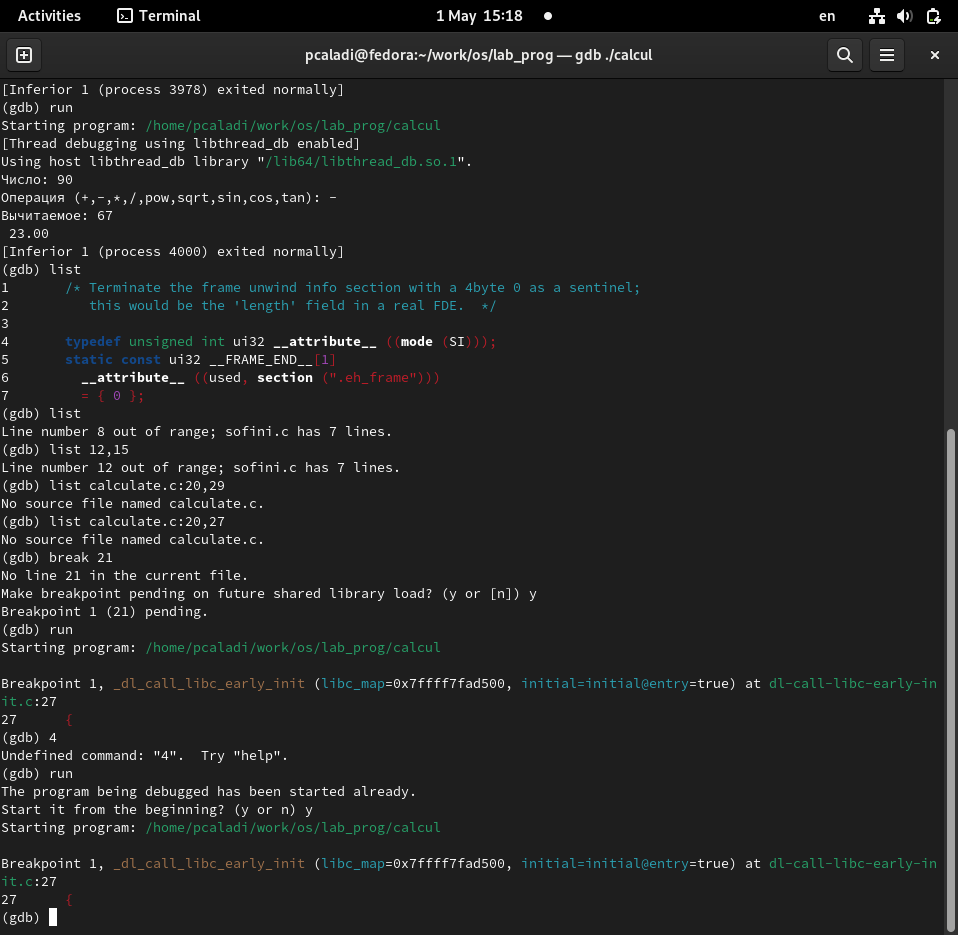 Activities Terminal 1 May 15:18 en
pcaladi@fedora:~/work/os/lab_prog — gdb ./calcul
[Inferior 1 (process 3978) exited normally]
(gdb) run
Starting program: /home/pcaladi/work/os/lab_prog/calcul
[Thread debugging using libthread_db enabled]
Using host libthread_db library "/lib64/libthread_db.so.1".
Число: 90
Операция (+,-,*,/,pow,sqrt,sin,cos,tan): -
Вычитаемое: 67
 23.00
[Inferior 1 (process 4000) exited normally]
(gdb) list
1       /* Terminate the frame unwind info section with a 4byte 0 as a sentinel;
2          this would be the 'length' field in a real FDE.  */
3
4       typedef unsigned int ui32 __attribute__ ((mode (SI)));
5       static const ui32 __FRAME_END__[1]
6         __attribute__ ((used, section (".eh_frame")))
7         = { 0 };
(gdb) list
Line number 8 out of range; sofini.c has 7 lines.
(gdb) list 12,15
Line number 12 out of range; sofini.c has 7 lines.
(gdb) list calculate.c:20,29
No source file named calculate.c.
(gdb) list calculate.c:20,27
No source file named calculate.c.
(gdb) break 21
No line 21 in the current file.
Make breakpoint pending on future shared library load? (y or [n]) y
Breakpoint 1 (21) pending.
(gdb) run
Starting program: /home/pcaladi/work/os/lab_prog/calcul
Breakpoint 1, _dl_call_libc_early_init (libc_map=0x7ffff7fad500, initial=initial@entry=true) at dl-call-libc-early-in
it.c:27
27      {
(gdb) 4
Undefined command: "4".  Try "help".
(gdb) run
The program being debugged has been started already.
Start it from the beginning? (y or n) y
Starting program: /home/pcaladi/work/os/lab_prog/calcul
Breakpoint 1, _dl_call_libc_early_init (libc_map=0x7ffff7fad500, initial=initial@entry=true) at dl-call-libc-early-in
it.c:27
27      {
(gdb)